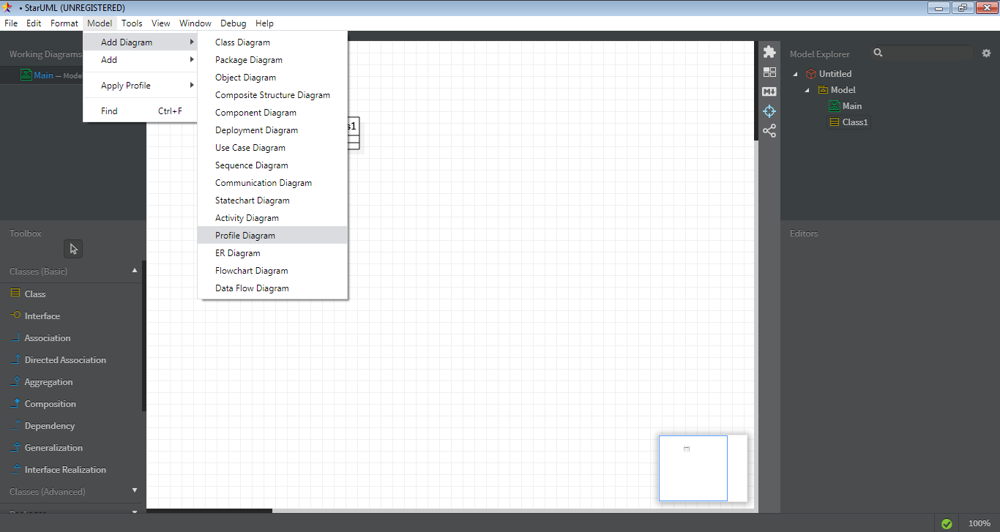 • StarUML (UNREGISTERED)
File Edit Format Model Tools View Window Debug Help
Working Diagrams
Main — Mode
Add Diagram
Add
Apply Profile
Find Ctrl+F
Class Diagram
Package Diagram
Object Diagram
Composite Structure Diagram
Component Diagram
Deployment Diagram
Use Case Diagram
Sequence Diagram
Communication Diagram
Statechart Diagram
Activity Diagram
Profile Diagram
ER Diagram
Flowchart Diagram
Data Flow Diagram
s1
M
Model Explorer
Untitled
Model
Main
Class1
Editors
Toolbox
Classes (Basic)
Class
Interface
Association
Directed Association
Aggregation
Composition
Dependency
Generalization
Interface Realization
Classes (Advanced)
100%